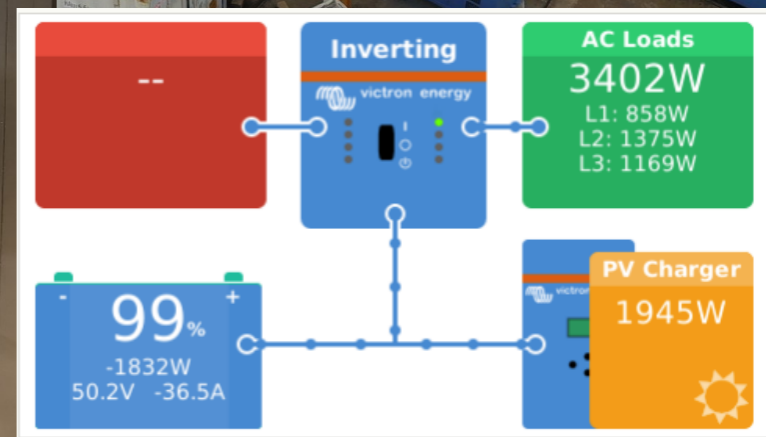 --
Inverting
victron energy
I
AC Loads
3402W
L1: 858W
L2: 1375W
L3: 1169W
- +
99%
-1832W
50.2V -36.5A
victron
PV Charger
1945W